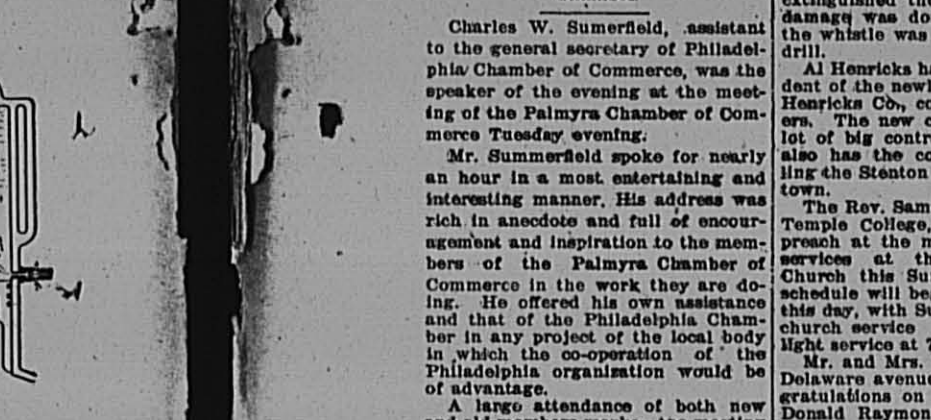 Charles W. Sumerfield, assistant
to the general secretary of Philadel-
phia Chamber of Commerce, was the
speaker of the evening at the meet-
ing of the Palmyra Chamber of Com-
merce Tuesday evening.
Mr. Summerfield spoke for nearly
an hour in a most entertaining and
interesting manner. His address was
rich in anecdote and full of encour-
agement and inspiration to the mem-
bers of the Palmyra Chamber of
Commerce in the work they are do-
ing. He offered his own assistance
and that of the Philadelphia Cham-
ber in any project of the local body
in which the co-operation of the
Philadelphia organization would be
of advantage.
A large attendance of both new
damage was do
the whistle was
drill.
Al Henricks h
dent of the newl
Henricks Co., co
ers. The new c
lot of big contr
also has the co
ling the Stenton
town.
The Rev. Sam
Temple College,
preach at the m
services at th
Church this Su
schedule will be
this day, with Su
church service
light service at 7
Mr. and Mrs.
Delaware avenue
gratulations on
Donald Raymon